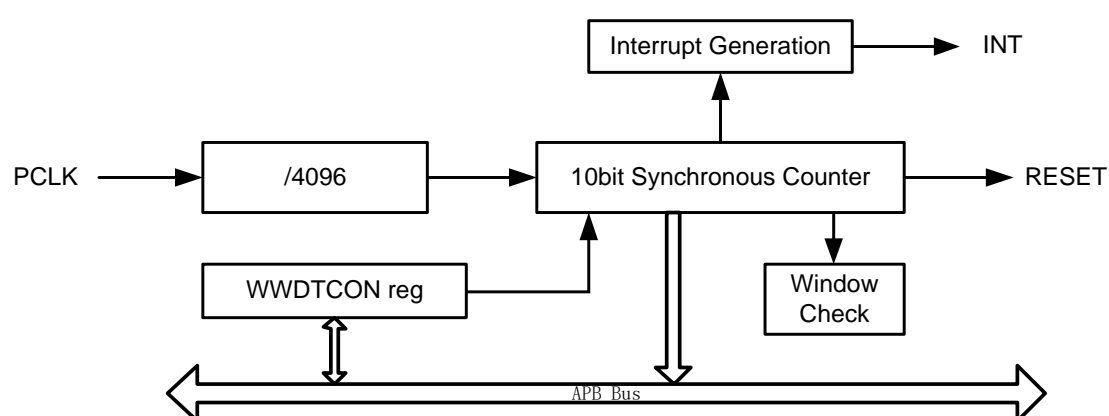 Interrupt Generation
INT
PCLK
/4096
10bit Synchronous Counter
RESET
WWDTCON reg
Window
Check
APB Bus